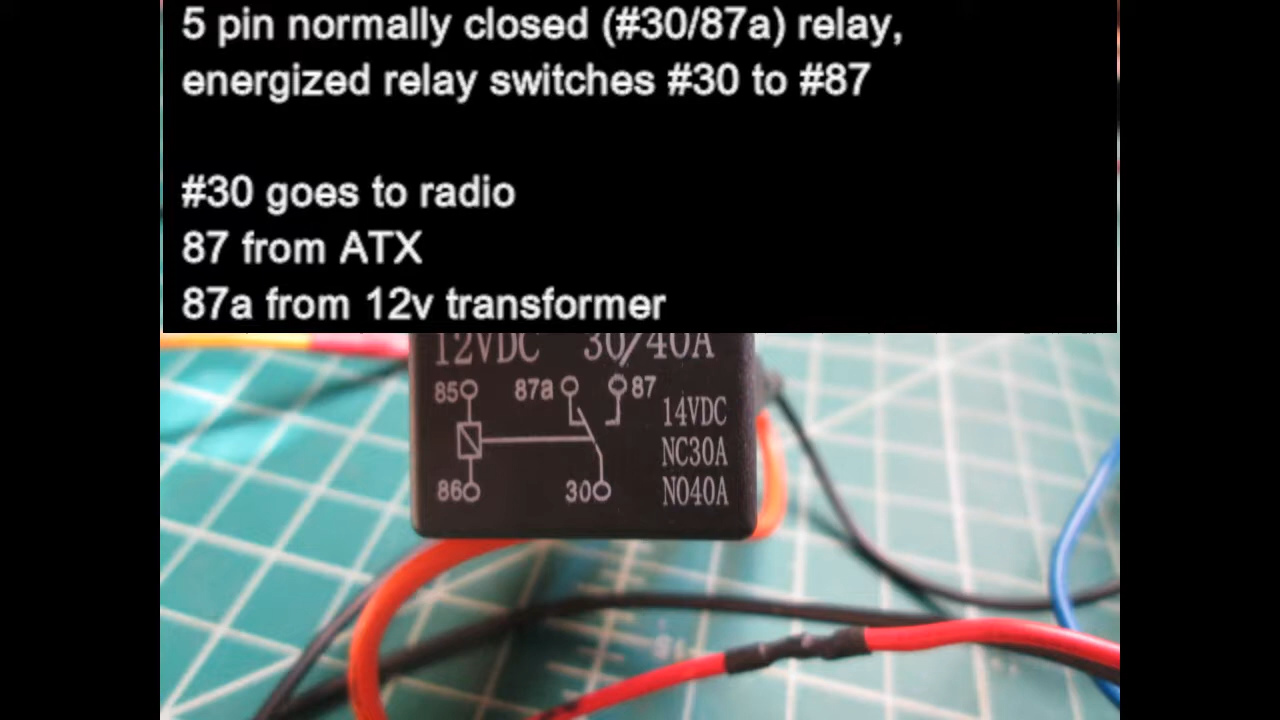 5 pin normally closed (#30/87a) relay,
energized relay switches #30 to #87
#30 goes to radio
87 from ATX
87a from 12v transformer
12VDC 30/40A
85 87a 87
14VDC
NC30A
86 30 NO40A